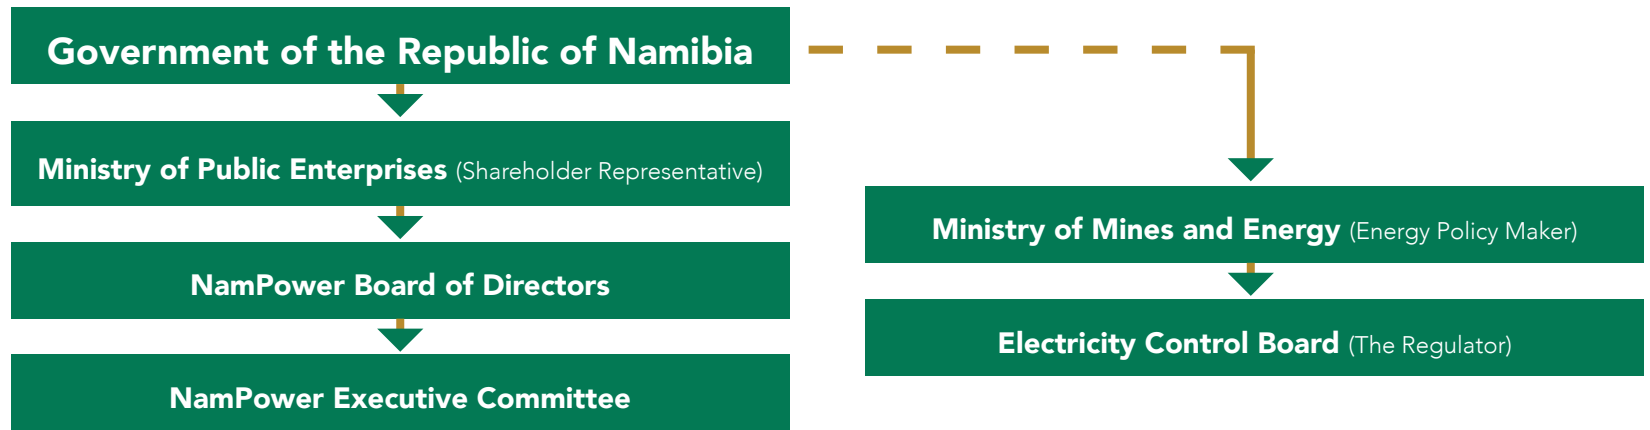 Government of the Republic of Namibia
Ministry of Public Enterprises (Shareholder Representative)
NamPower Board of Directors
NamPower Executive Committee
Ministry of Mines and Energy (Energy Policy Maker)
Electricity Control Board (The Regulator)